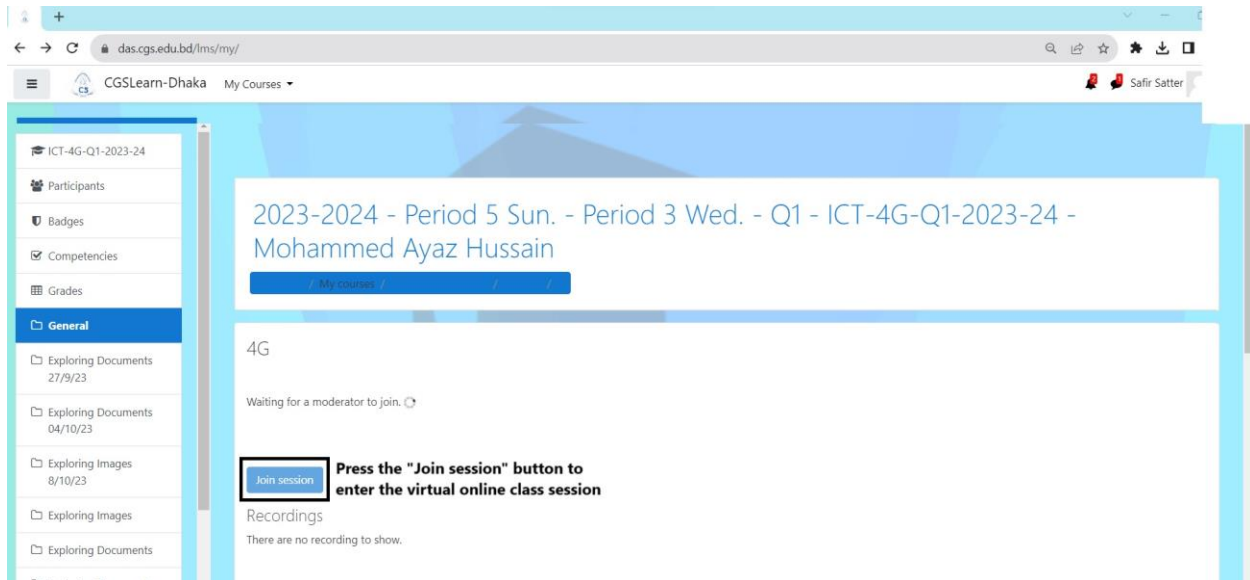 das.cgs.edu.bd/lms/my/
CGSLearn-Dhaka My Courses
2
Safir Satter
CS
ICT-4G-Q1-2023-24
Participants
Badges
Competencies
Grades
General
Exploring Documents
27/9/23
Exploring Documents
04/10/23
Exploring Images
8/10/23
Exploring Images
Exploring Documents
2023-2024 - Period 5 Sun. - Period 3 Wed. - Q1 - ICT-4G-Q1-2023-24 -
Mohammed Ayaz Hussain
/ My courses / / /
4G
Waiting for a moderator to join.
Join session
Press the "Join session" button to
enter the virtual online class session
Recordings
There are no recording to show.